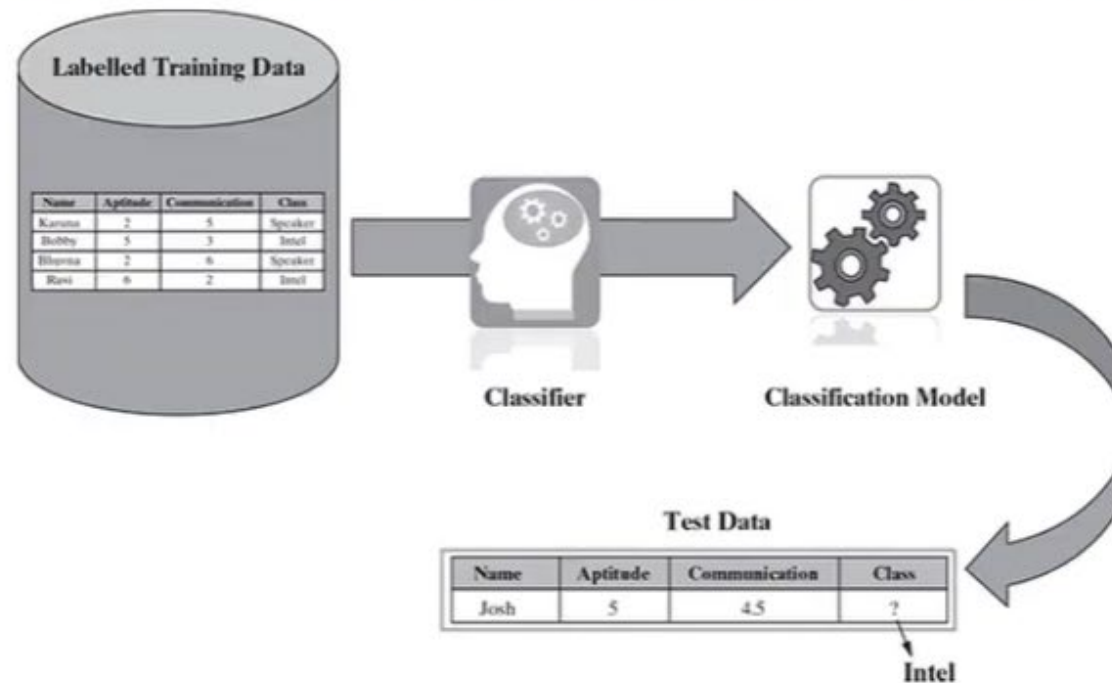 Labelled Training Data
Name Aptitude Communication Class
Karuna 2 5 Speaker
Bobby 5 3 Intel
Bhuvna 2 6 Speaker
Ravi 6 2 Intel
Classifier
Classification Model
Test Data
Name Aptitude Communication Class
Josh 5 4.5 ?
Intel